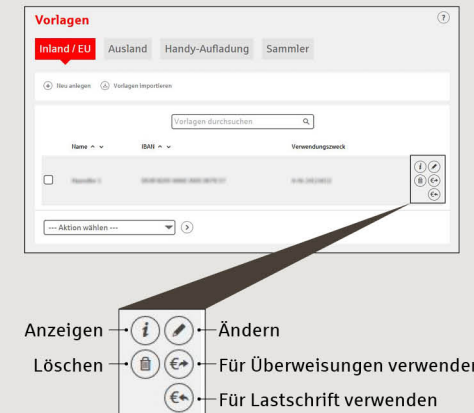 Vorlagen ?
Inland / EU Ausland Handy-Aufladung Sammler
Neu anlegen Vorlagen Importieren
Vorlagen durchsuchen
Name IBAN Verwendungszweck
--- Aktion wählen ---
Anzeigen Ändern
Löschen Für Überweisungen verwenden
Für Lastschrift verwenden